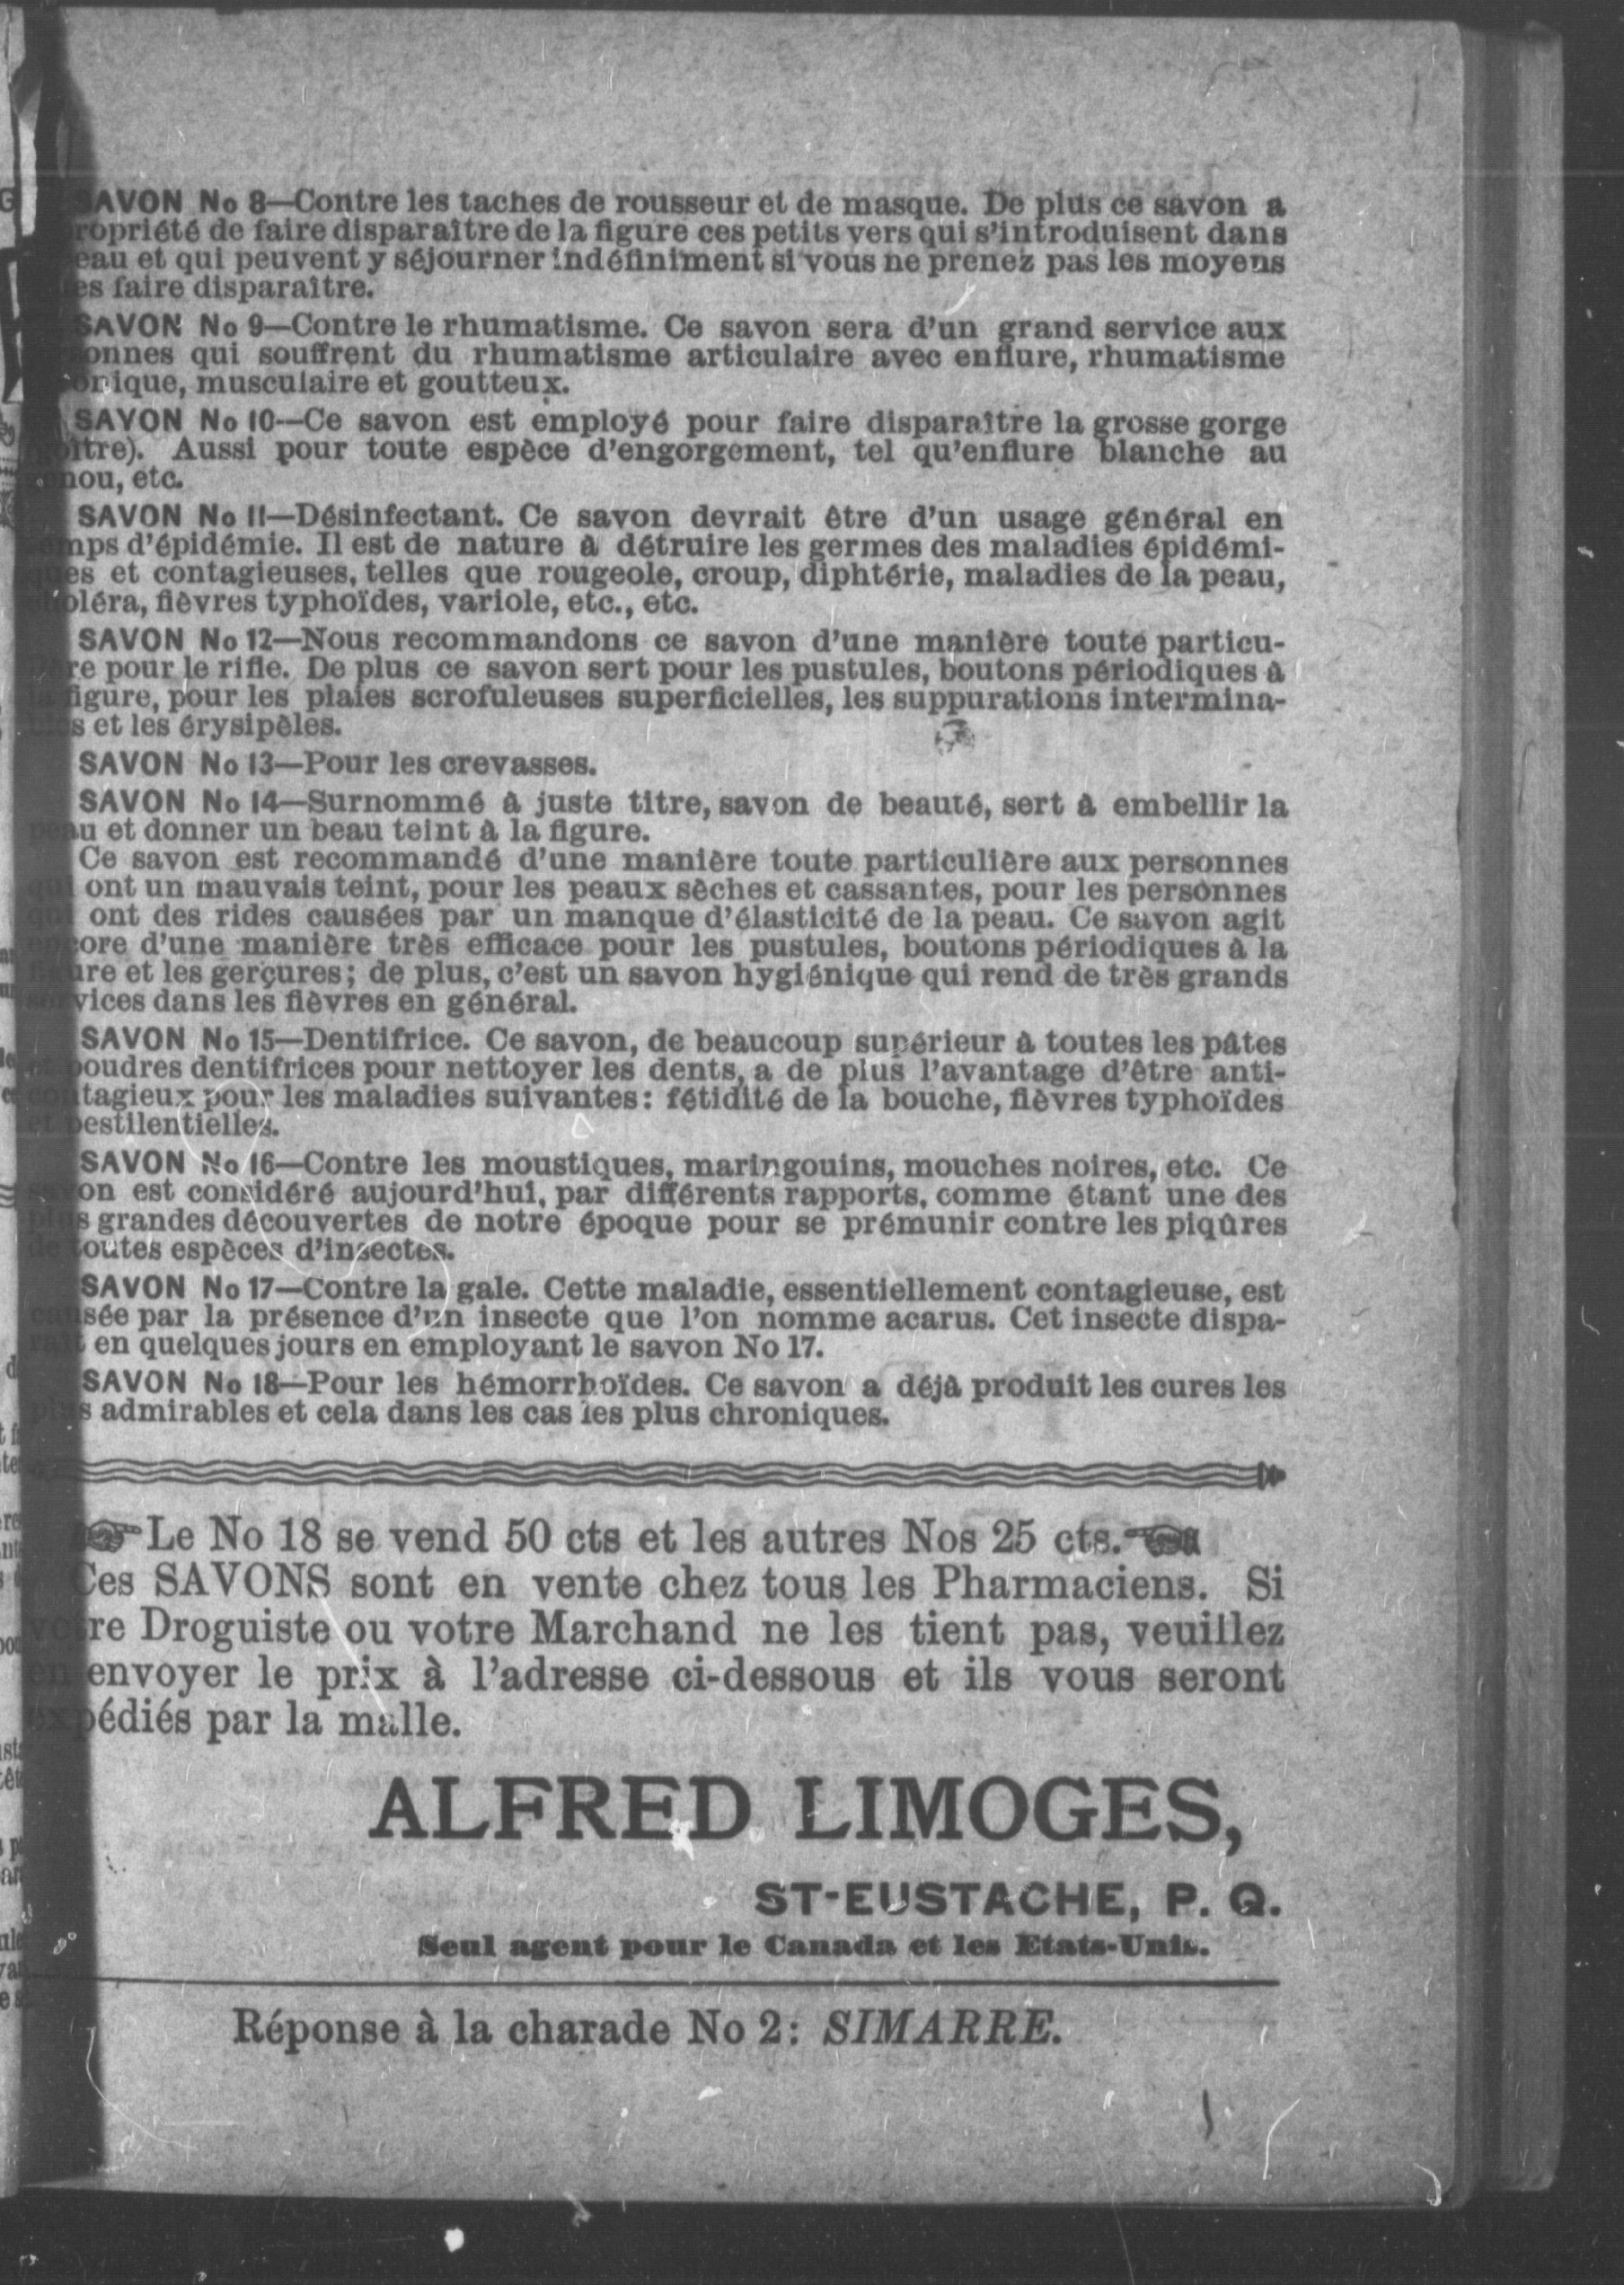 SAVON No 8—Contre les taches de rousseur et de masque. De plus ce savon a
propriété de faire disparaître de la figure ces petits vers qui s'introduisent dans
peau et qui peuvent y séjourner indéfiniment si vous ne prenez pas les moyens
les faire disparaître.
SAVON No 9—Contre le rhumatisme. Ce savon sera d'un grand service aux
personnes qui souffrent du rhumatisme articulaire avec enflure, rhumatisme
chronique, musculaire et goutteux.
SAVON No 10—Ce savon est employé pour faire disparaître la grosse gorge
(goître). Aussi pour toute espèce d'engorgement, tel qu'enflure blanche au
genou, etc.
SAVON No 11—Désinfectant. Ce savon devrait être d'un usage général en
temps d'épidémie. Il est de nature à détruire les germes des maladies épidémi-
ques et contagieuses, telles que rougeole, croup, diphtérie, maladies de la peau,
choléra, fièvres typhoïdes, variole, etc., etc.
SAVON No 12—Nous recommandons ce savon d'une manière toute particu-
lière pour le rifle. De plus ce savon sert pour les pustules, boutons périodiques à
la figure, pour les plaies scrofuleuses superficielles, les suppurations intermina-
bles et les érysipèles.
SAVON No 13—Pour les crevasses.
SAVON No 14—Surnommé à juste titre, savon de beauté, sert à embellir la
peau et donner un beau teint à la figure.
Ce savon est recommandé d'une manière toute particulière aux personnes
qui ont un mauvais teint, pour les peaux sèches et cassantes, pour les personnes
qui ont des rides causées par un manque d'élasticité de la peau. Ce savon agit
encore d'une manière très efficace pour les pustules, boutons périodiques à la
figure et les gerçures; de plus, c'est un savon hygiénique qui rend de très grands
services dans les fièvres en général.
SAVON No 15—Dentifrice. Ce savon, de beaucoup supérieur à toutes les pâtes
et poudres dentifrices pour nettoyer les dents, a de plus l'avantage d'être anti-
contagieux pour les maladies suivantes: fétidité de la bouche, fièvres typhoïdes
et pestilentielles.
SAVON No 16—Contre les moustiques, maringouins, mouches noires, etc. Ce
savon est considéré aujourd'hui, par différents rapports, comme étant une des
plus grandes découvertes de notre époque pour se prémunir contre les piqûres
de toutes espèces d'insectes.
SAVON No 17—Contre la gale. Cette maladie, essentiellement contagieuse, est
causée par la présence d'un insecte que l'on nomme acarus. Cet insecte dispa-
rait en quelques jours en employant le savon No 17.
SAVON No 18—Pour les hémorrhoïdes. Ce savon a déjà produit les cures les
plus admirables et cela dans les cas les plus chroniques.
☞Le No 18 se vend 50 cts et les autres Nos 25 cts.☜
Ces SAVONS sont en vente chez tous les Pharmaciens. Si
votre Droguiste ou votre Marchand ne les tient pas, veuillez
en envoyer le prix à l'adresse ci-dessous et ils vous seront
expédiés par la malle.
ALFRED LIMOGES,
ST-EUSTACHE, P. Q.
Seul agent pour le Canada et les Etats-Unis.
Réponse à la charade No 2: SIMARRE.